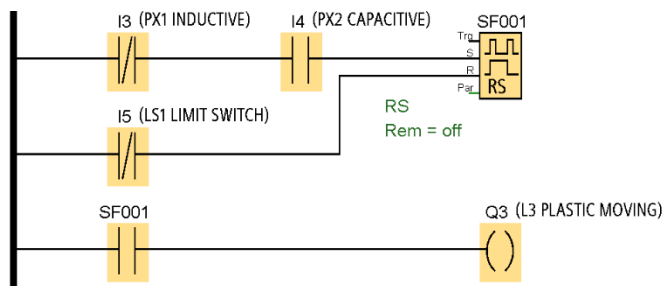 I3 (PX1 INDUCTIVE)
I4 (PX2 CAPACITIVE)
SF001
Trg
S
R
Par
RS
RS
Rem = off
I5 (LS1 LIMIT SWITCH)
SF001
Q3 (L3 PLASTIC MOVING)